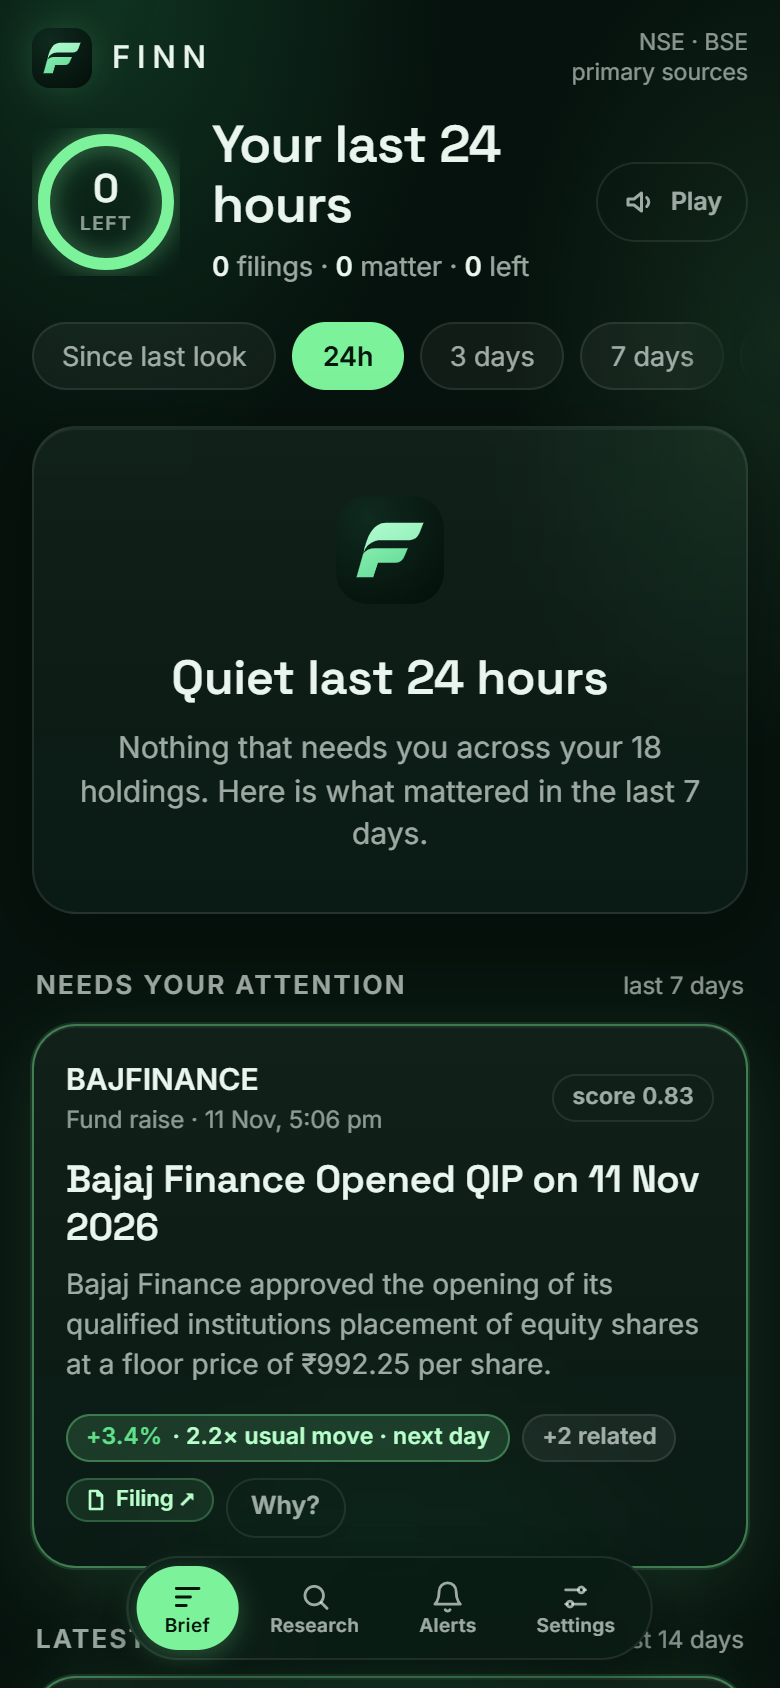 FINN
NSE · BSE
primary sources
0
LEFT
Your last 24
hours
0 filings · 0 matter · 0 left
Play
Since last look
24h
3 days
7 days
Quiet last 24 hours
Nothing that needs you across your 18
holdings. Here is what mattered in the last 7
days.
NEEDS YOUR ATTENTION
last 7 days
BAJFINANCE
Fund raise · 11 Nov, 5:06 pm
score 0.83
Bajaj Finance Opened QIP on 11 Nov
2026
Bajaj Finance approved the opening of its
qualified institutions placement of equity shares
at a floor price of ₹992.25 per share.
+3.4% · 2.2× usual move · next day
+2 related
Filing ↗
Why?
LATEST
14 days
Brief
Research
Alerts
Settings